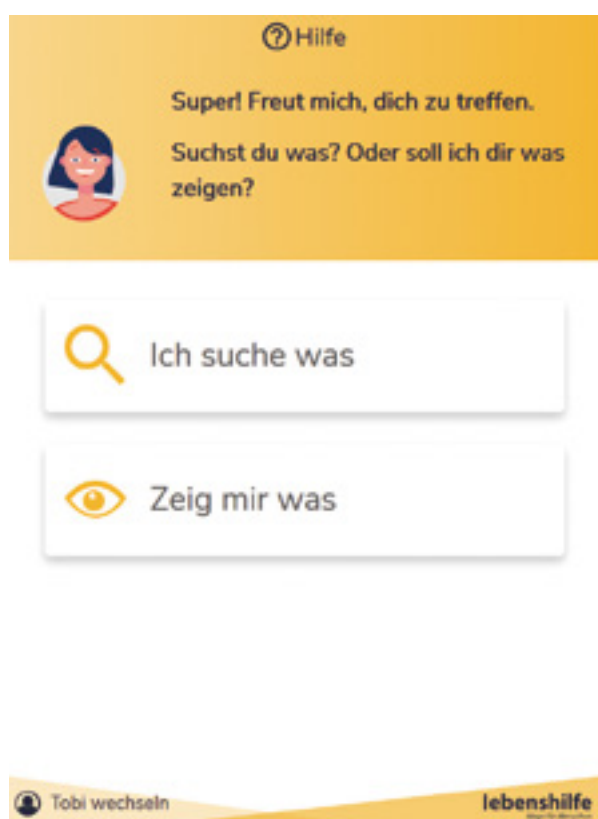 Hilfe
Super! Freut mich, dich zu treffen.
Suchst du was? Oder soll ich dir was
zeigen?
Ich suche was
Zeig mir was
Tobi wechseln
lebenshilfe